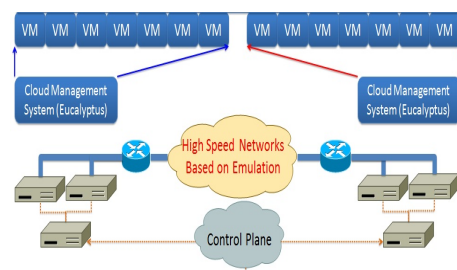 VM VM VM VM VM VM VM VM VM VM VM VM VM VM
Cloud Management
System (Eucalyptus)
Cloud Management
System (Eucalyptus)
High Speed Networks
Based on Emulation
Control Plane